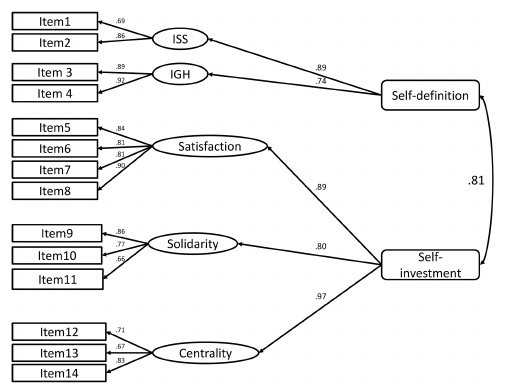 Item1
.69
Item2
.86
ISS
Item 3
.89
Item 4
.92
IGH
.89
.74
Self-definition
Item5
.84
Item6
.81
Item7
.81
Item8
.90
Satisfaction
.89
.81
Item9
.86
Item10
.77
Item11
.66
Solidarity
.80
Self-
investment
.97
Item12
.71
Item13
.67
Item14
.83
Centrality